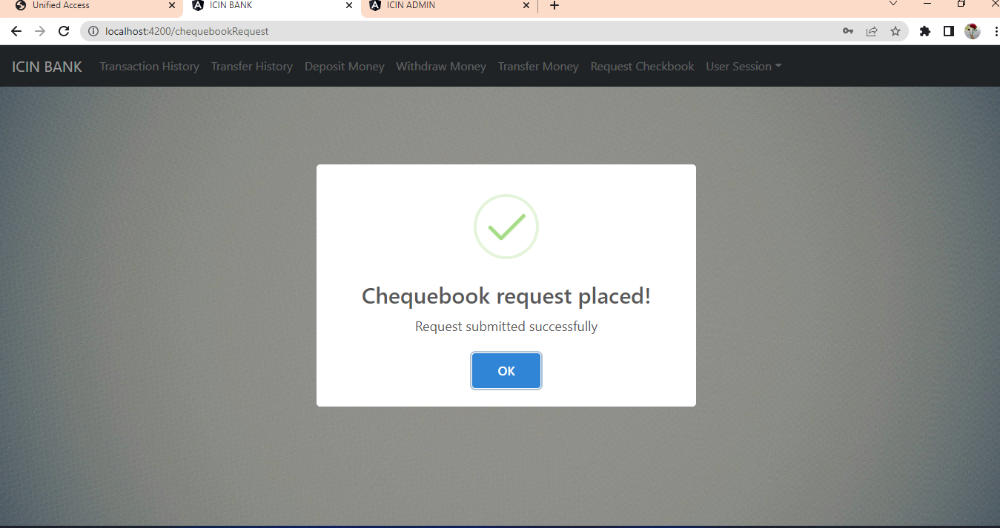 Unified Access
ICIN BANK
ICIN ADMIN
localhost:4200/chequebookRequest
ICIN BANK Transaction History Transfer History Deposit Money Withdraw Money Transfer Money Request Checkbook User Session
Chequebook request placed!
Request submitted successfully
OK